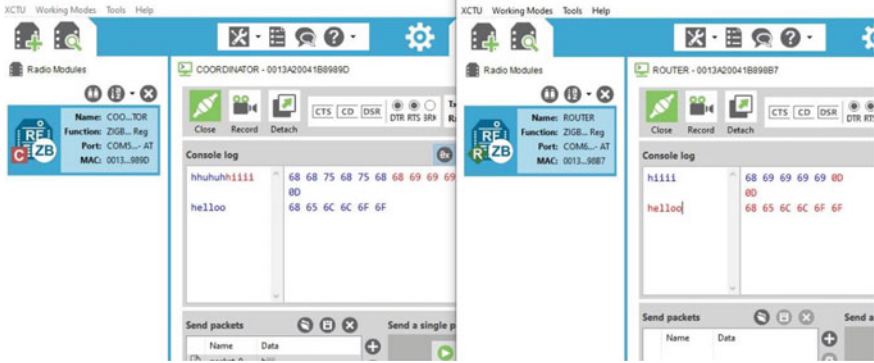 XCTU Working Modes Tools Help
Radio Modules
Name: COO...TOR
Function: ZIGB... Reg
Port: COM5...- AT
MAC: 0013...989D
C
RF
ZB
COORDINATOR - 0013A20041B8989D
Close Record Detach
CTS CD DSR
DTR RTS BRK
Console log
hhuhuhhiiii 68 68 75 68 75 68 68 69 69 69
0D
helloo 68 65 6C 6C 6F 6F
Send packets
Send a single p
Name Data
XCTU Working Modes Tools Help
Radio Modules
Name: ROUTER
Function: ZIGB... Reg
Port: COM6...- AT
MAC: 0013...98B7
R
RF
ZB
ROUTER - 0013A20041B898B7
Close Record Detach
CTS CD DSR
DTR RTS
Console log
hiiii 68 69 69 69 69 0D
0D
helloo 68 65 6C 6C 6F 6F
Send packets
Send a
Name Data